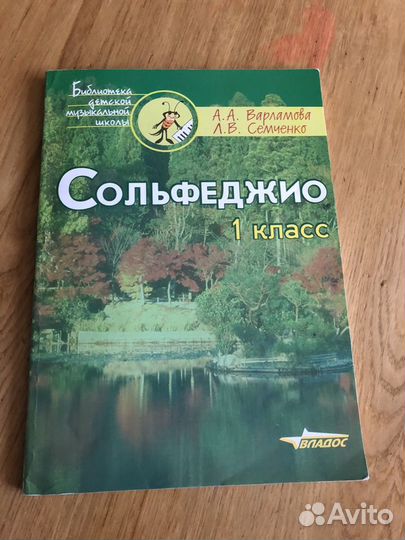 Библиотека
детской
музыкальной
школы
А.А. Варламова
Л.В. Семченко
Сольфеджио
1 класс
ВЛАДОС
Avito